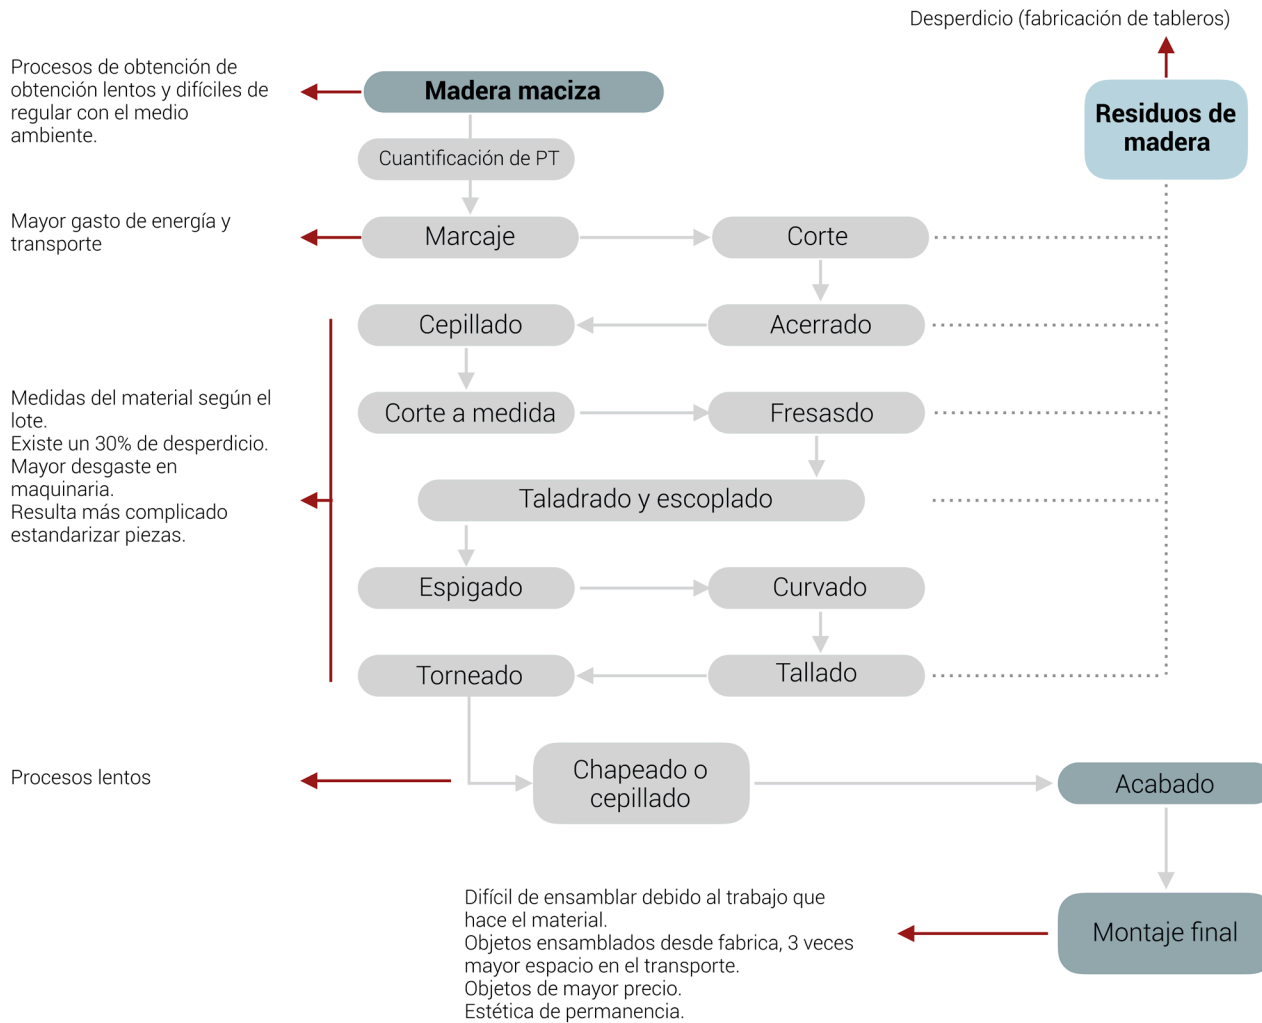 Desperdicio (fabricación de tableros)
Procesos de obtención de
obtención lentos y difíciles de
regular con el medio
ambiente.
Madera maciza
Residuos de
madera
Cuantificación de PT
Mayor gasto de energía y
transporte
Marcaje
Corte
Cepillado
Acerrado
Medidas del material según el
lote.
Existe un 30% de desperdicio.
Mayor desgaste en
maquinaria.
Resulta más complicado
estandarizar piezas.
Corte a medida
Fresasdo
Taladrado y escoplado
Espigado
Curvado
Torneado
Tallado
Procesos lentos
Chapeado o
cepillado
Acabado
Difícil de ensamblar debido al trabajo que
hace el material.
Objetos ensamblados desde fabrica, 3 veces
mayor espacio en el transporte.
Objetos de mayor precio.
Estética de permanencia.
Montaje final